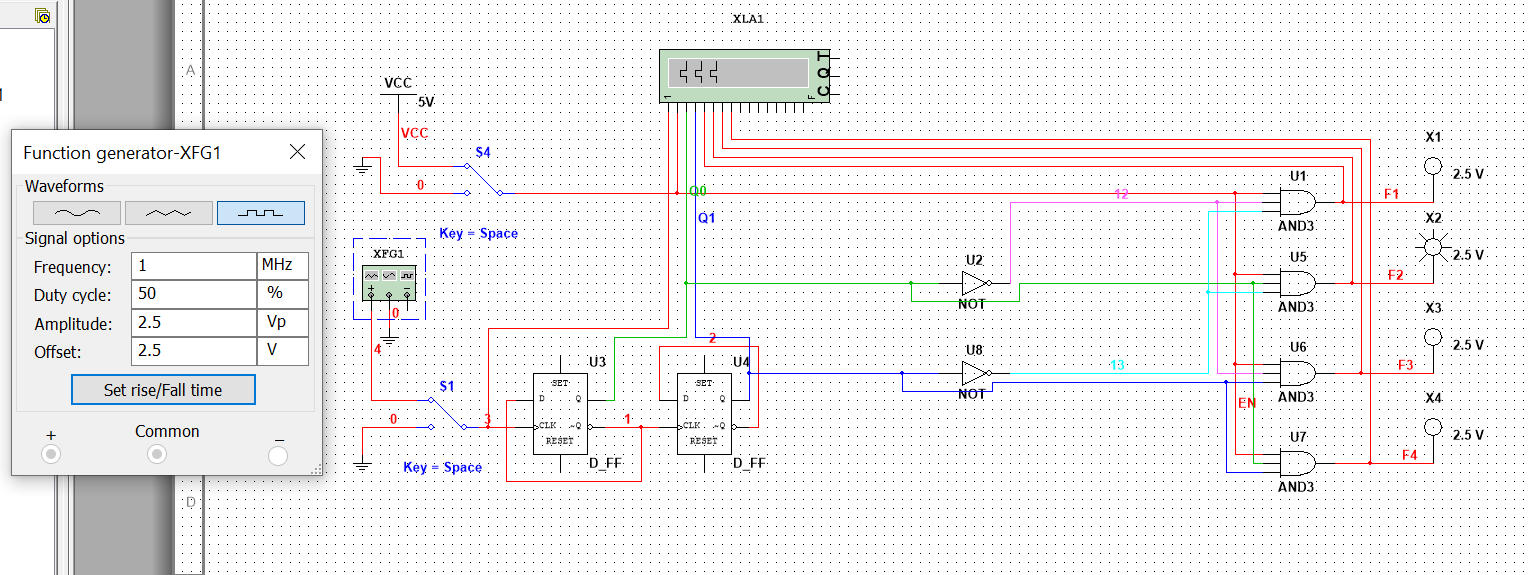 Function generator-XFG1
Waveforms
Signal options
Frequency: 1 MHz
Duty cycle: 50 %
Amplitude: 2.5 Vp
Offset: 2.5 V
Set rise/Fall time
+ Common −
A
D
XLA1
1 F
C Q T
VCC
5V
VCC
S4
0
Key = Space
XFG1
0
4
S1
0
3
Key = Space
Q0
Q1
U3
SET
D Q
CLK ~Q
RESET
D_FF
1
2
U4
SET
D Q
CLK ~Q
RESET
D_FF
U2
NOT
12
U8
NOT
13
EN
U1
AND3
F1
X1
2.5 V
U5
AND3
F2
X2
2.5 V
U6
AND3
F3
X3
2.5 V
U7
AND3
F4
X4
2.5 V